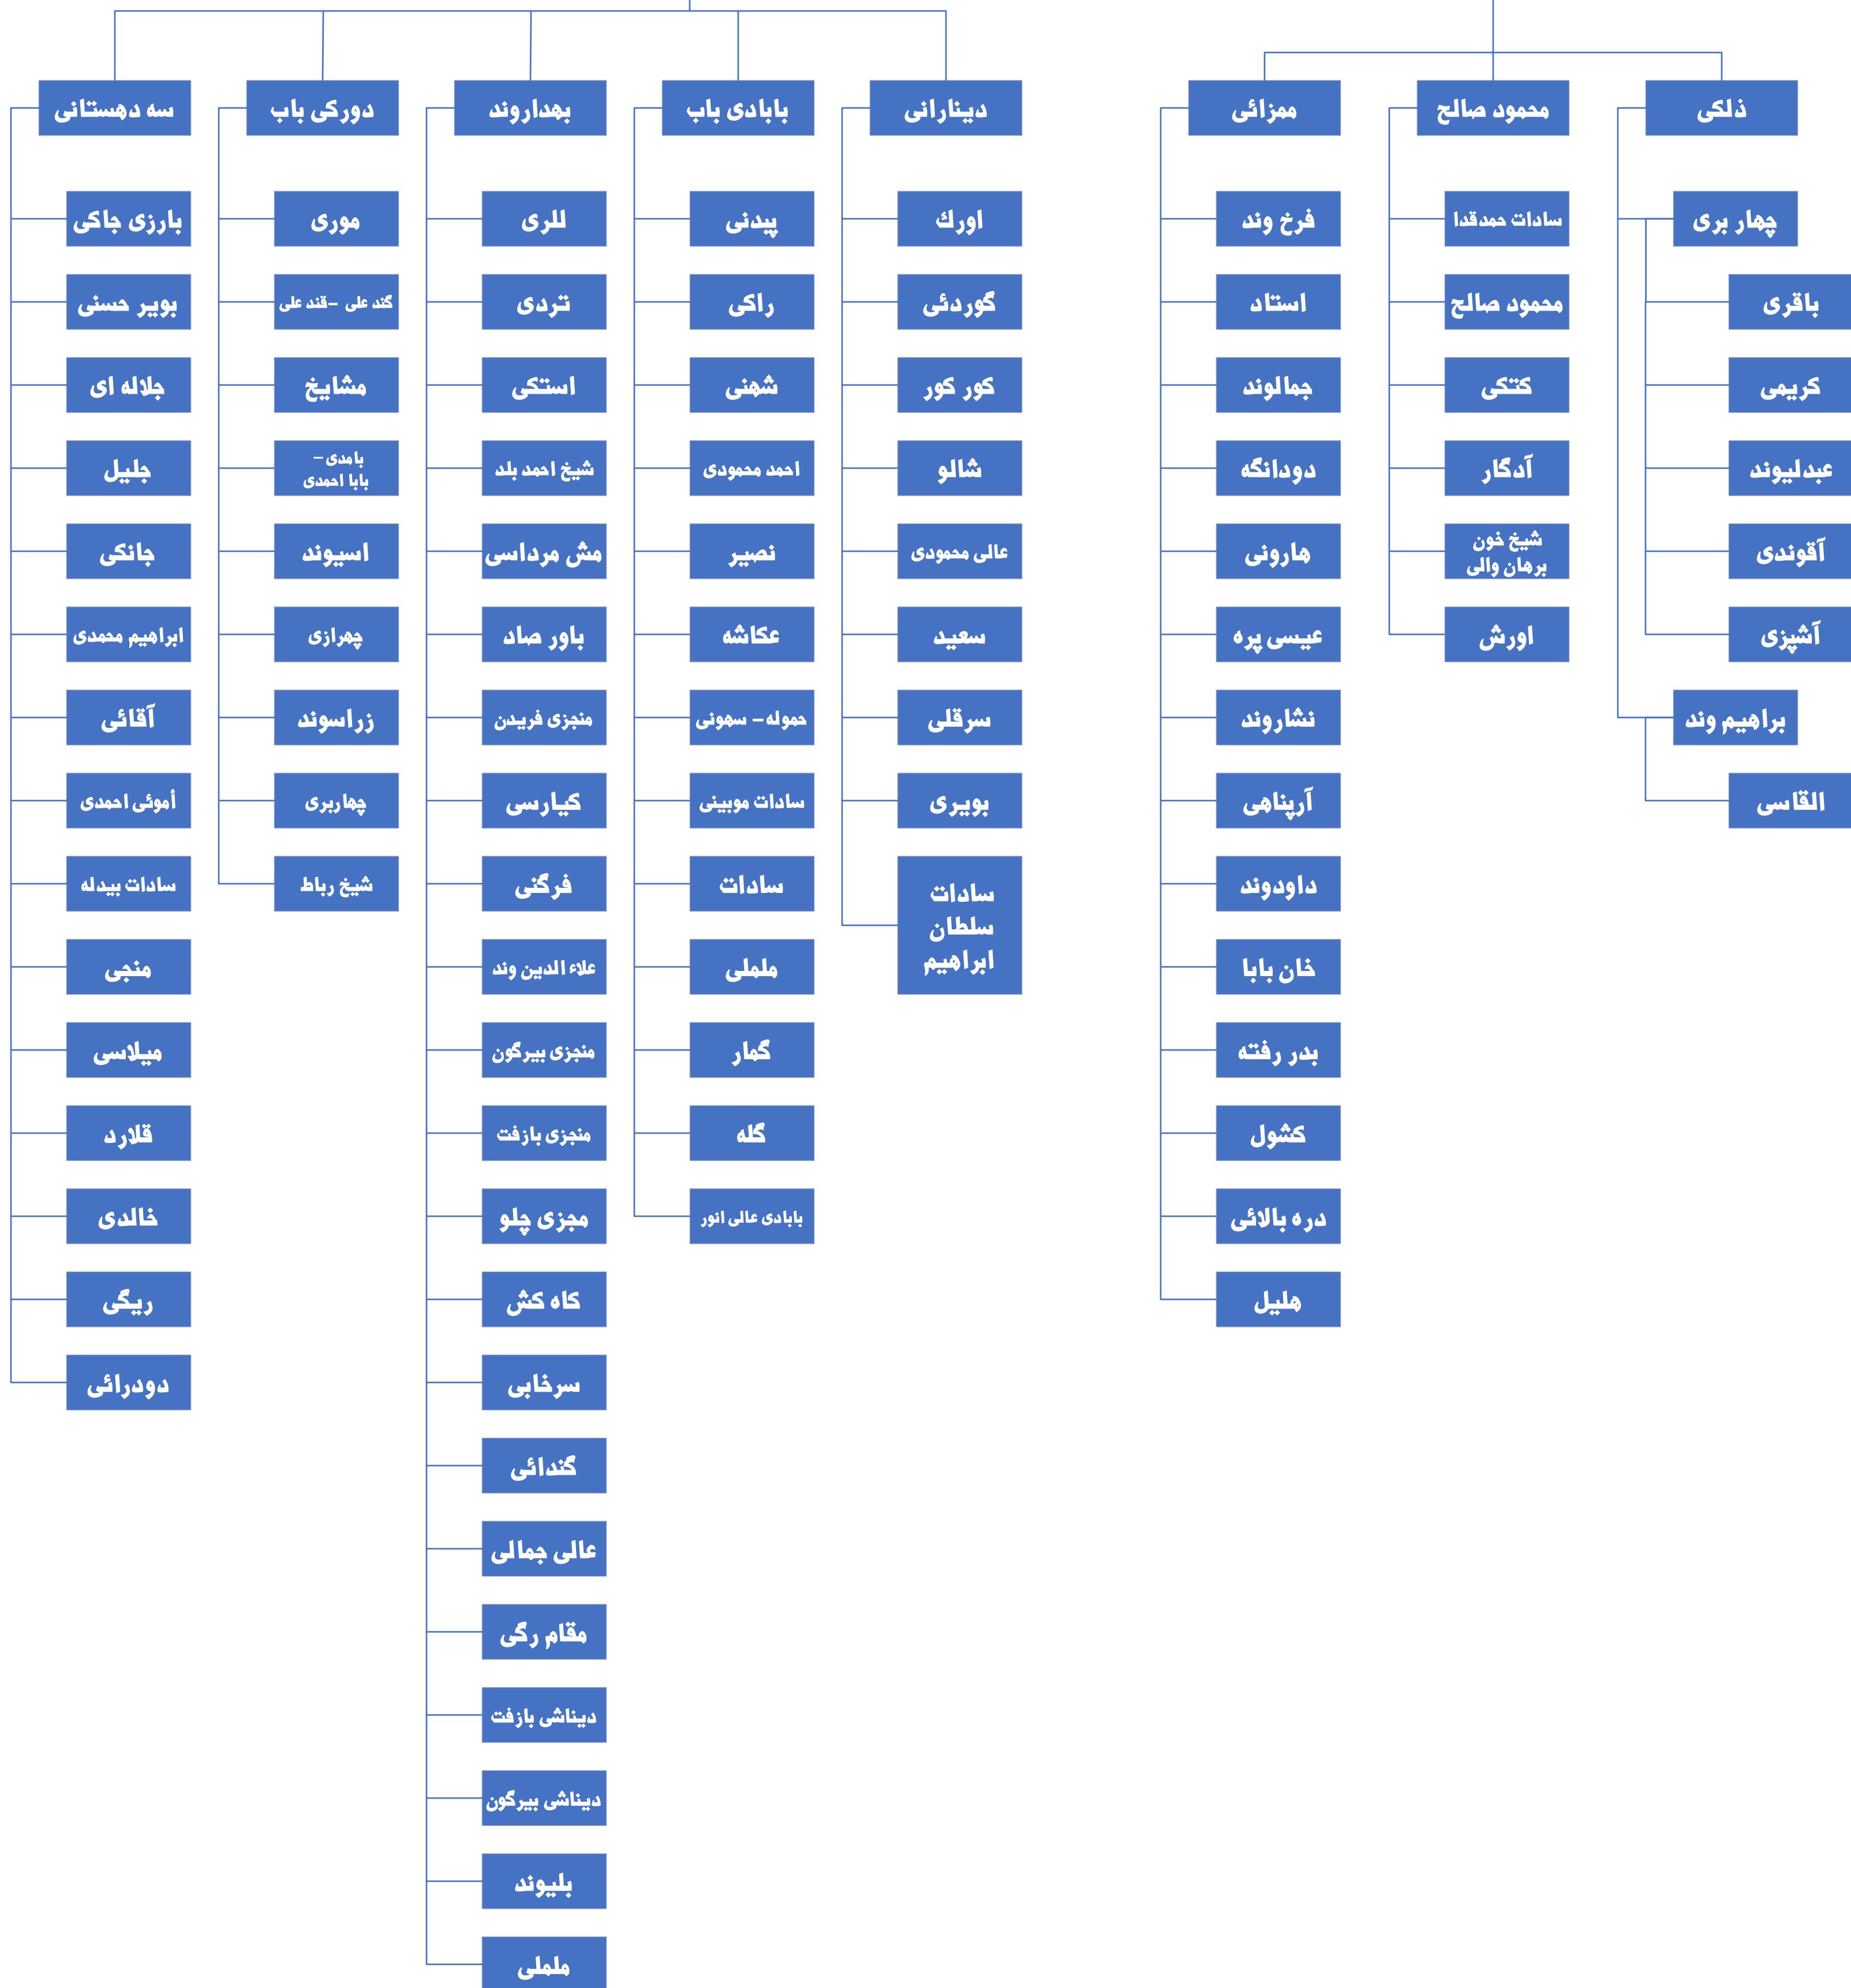 ذلکی
چهار بری
باقری
کریمی
عبدلیوند
آقوندی
آشپزی
براهیم وند
القاسی
محمود صالح
سادات حمدقدا
محمود صالح
کتکی
آدگار
شیخ خون
برهان والی
اورش
ممزائی
فرخ وند
استاد
جمالوند
دودانگه
هارونی
عیسی پره
نشاروند
آرپناهی
داودوند
خان بابا
بدر رفته
کشول
دره بالائی
هلیل
دینارانی
اورك
گوردئی
کور کور
شالو
عالی محمودی
سعید
سرقلی
بویری
سادات
سلطان
ابراهیم
بابادی باب
پیدنی
راکی
شهنی
احمد محمودی
نصیر
عکاشه
حموله – سهونی
سادات موبینی
سادات
ململی
گمار
گله
بابادی عالی انور
بهداروند
للری
تردی
استکی
شیخ احمد بلد
مش مرداسی
باور صاد
منجزی فریدن
کیارسی
فرگنی
علاء الدین وند
منجزی بیرگون
منجزی بازفت
مجزی چلو
کاه کش
سرخابی
گندائی
عالی جمالی
مقام رگی
دیناشی بازفت
دیناشی بیرگون
بلیوند
ململی
دورکی باب
موری
گند علی –قند علی
مشایخ
بامدی –
بابا احمدی
اسیوند
چهرازی
زراسوند
چهاربری
شیخ رباط
سه دهستانی
بارزی جاکی
بویر حسنی
جلاله ای
جلیل
جانکی
ابراهیم محمدی
آقائی
أموئی احمدی
سادات بیدله
منجی
میلاسی
قلارد
خالدی
ریگی
دودرائی